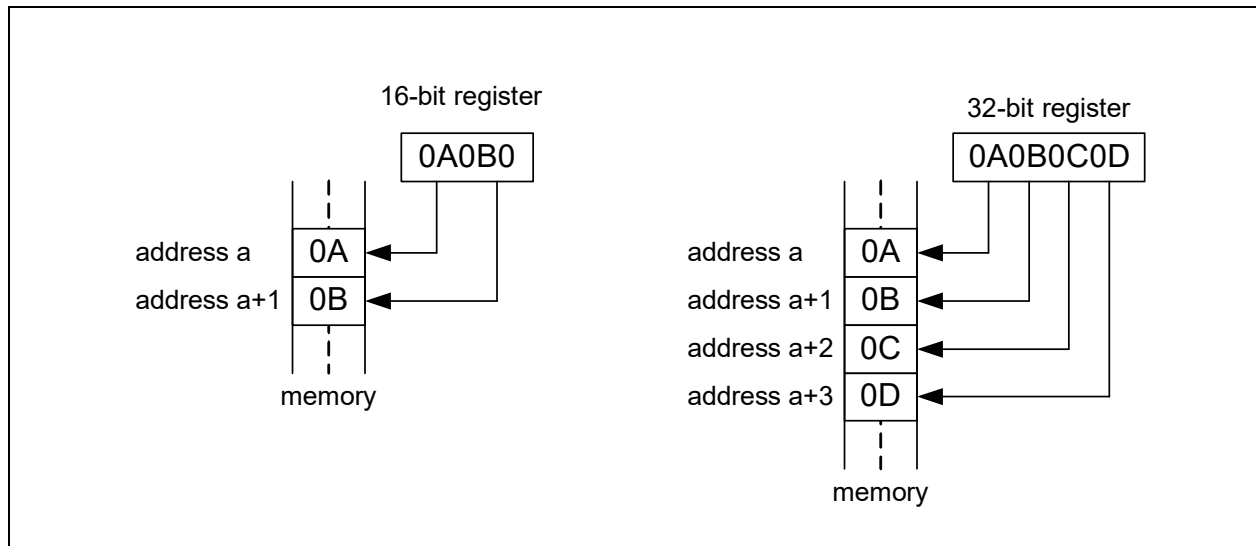 16-bit register
0A0B0
address a
0A
address a+1
0B
memory
32-bit register
0A0B0C0D
address a
0A
address a+1
0B
address a+2
0C
address a+3
0D
memory